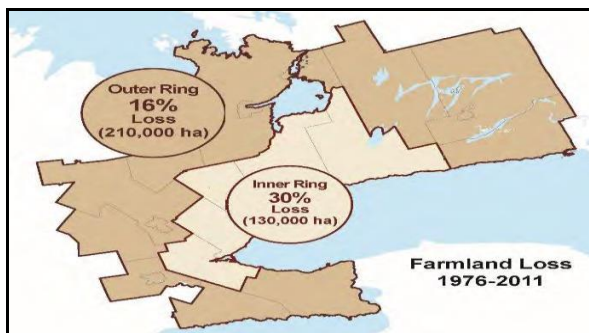 Outer Ring
16%
Loss
(210,000 ha)
Inner Ring
30%
Loss
(130,000 ha)
Farmland Loss
1976-2011